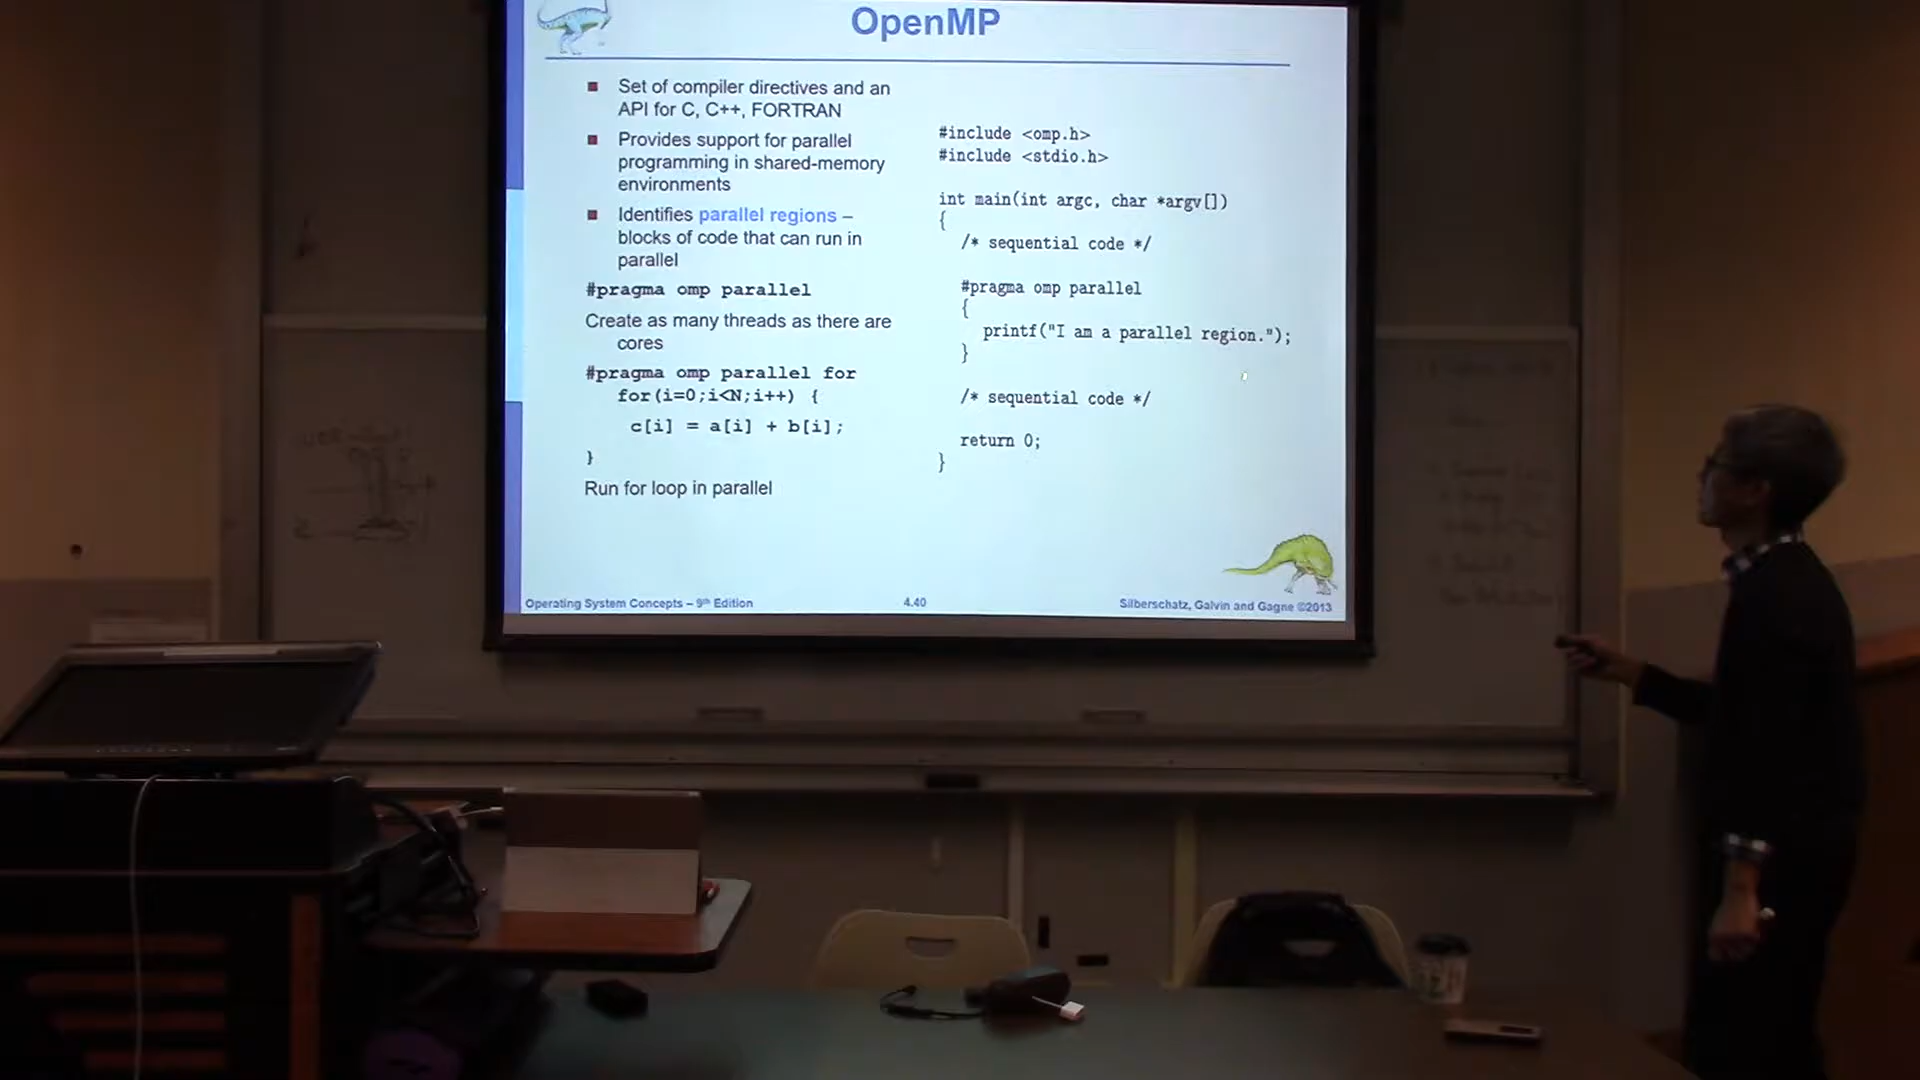 OpenMP
Set of compiler directives and an
API for C, C++, FORTRAN
Provides support for parallel
programming in shared-memory
environments
Identifies parallel regions –
blocks of code that can run in
parallel
#pragma omp parallel
Create as many threads as there are
cores
#pragma omp parallel for
for(i=0;i<N;i++) {
c[i] = a[i] + b[i];
}
Run for loop in parallel
#include <omp.h>
#include <stdio.h>
int main(int argc, char *argv[])
{
/* sequential code */
#pragma omp parallel
{
printf("I am a parallel region.");
}
/* sequential code */
return 0;
}
Operating System Concepts – 9th Edition
4.40
Silberschatz, Galvin and Gagne ©2013